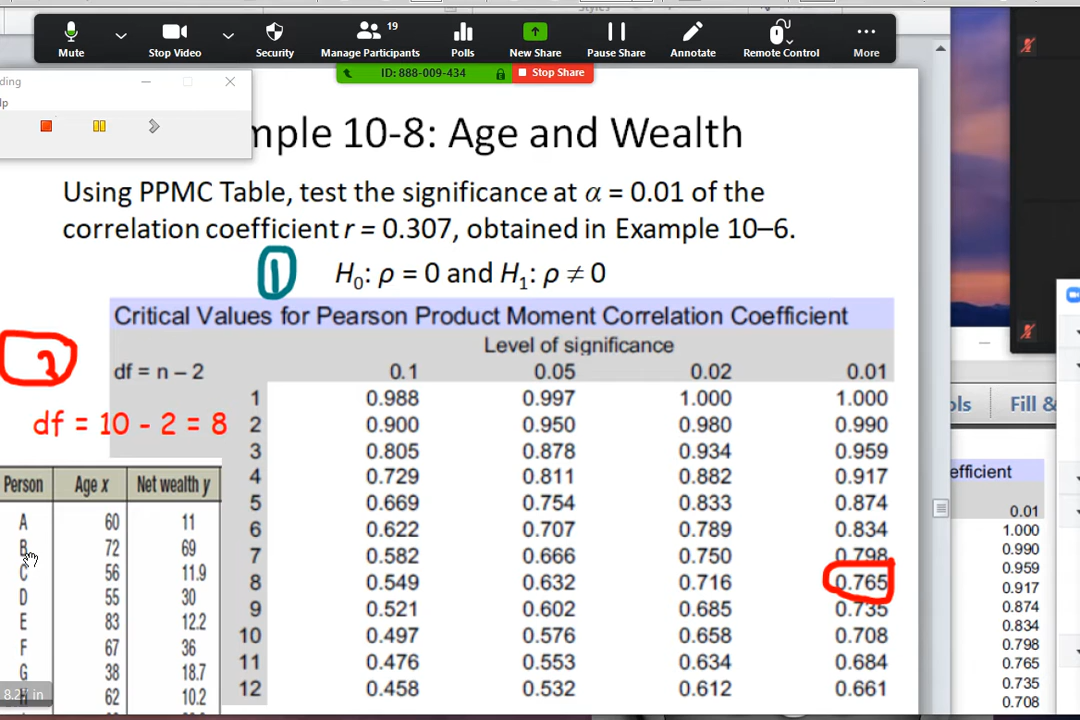 19
Mute Stop Video Security Manage Participants Polls New Share Pause Share Annotate Remote Control More
ID: 888-009-434 Stop Share
ding
lp
mple 10-8: Age and Wealth
Using PPMC Table, test the significance at α = 0.01 of the
correlation coefficient r = 0.307, obtained in Example 10–6.
1 H₀: ρ = 0 and H₁: ρ ≠ 0
Critical Values for Pearson Product Moment Correlation Coefficient
Level of significance
2
df = n – 2 0.1 0.05 0.02 0.01
1 0.988 0.997 1.000 1.000
2 0.900 0.950 0.980 0.990
3 0.805 0.878 0.934 0.959
4 0.729 0.811 0.882 0.917
5 0.669 0.754 0.833 0.874
6 0.622 0.707 0.789 0.834
7 0.582 0.666 0.750 0.798
8 0.549 0.632 0.716 0.765
9 0.521 0.602 0.685 0.735
10 0.497 0.576 0.658 0.708
11 0.476 0.553 0.634 0.684
12 0.458 0.532 0.612 0.661
df = 10 - 2 = 8
Person Age x Net wealth y
A 60 11
B 72 69
C 56 11.9
D 55 30
E 83 12.2
F 67 36
G 38 18.7
H 62 10.2
ols Fill &
efficient
0.01
1.000
0.990
0.959
0.917
0.874
0.834
0.798
0.765
0.735
0.708